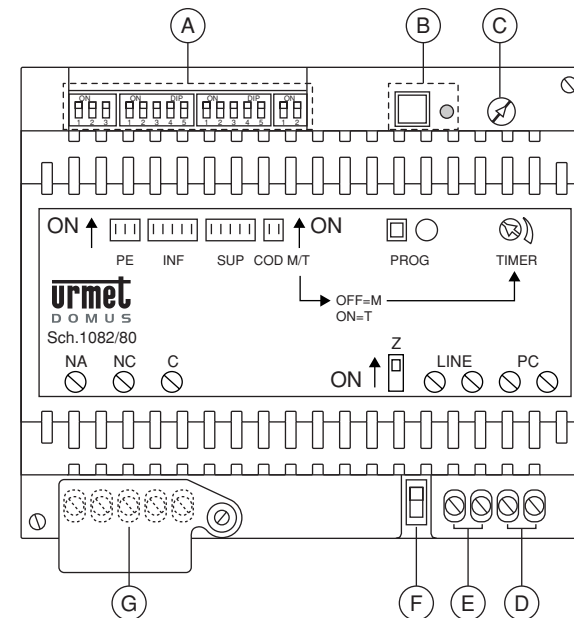 A B C
ON ON DIP ON DIP ON
1 2 3 1 2 3 4 5 1 2 3 4 5 1 2
ON ON
PE INF SUP COD M/T PROG TIMER
urmet
DOMUS
OFF=M
ON=T
Sch.1082/80
Z
NA NC C ON LINE PC
G F E D